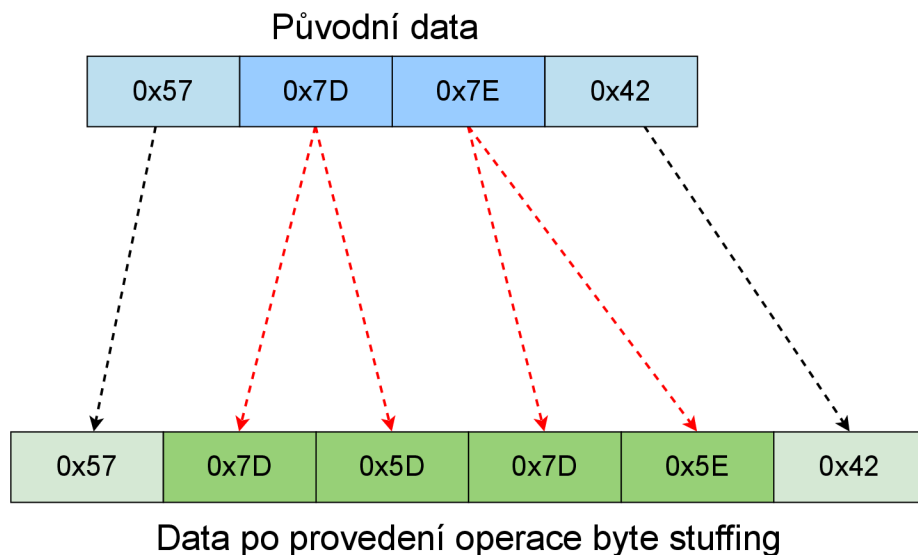 Původní data
0x57 0x7D 0x7E 0x42
0x57 0x7D 0x5D 0x7D 0x5E 0x42
Data po provedení operace byte stuffing